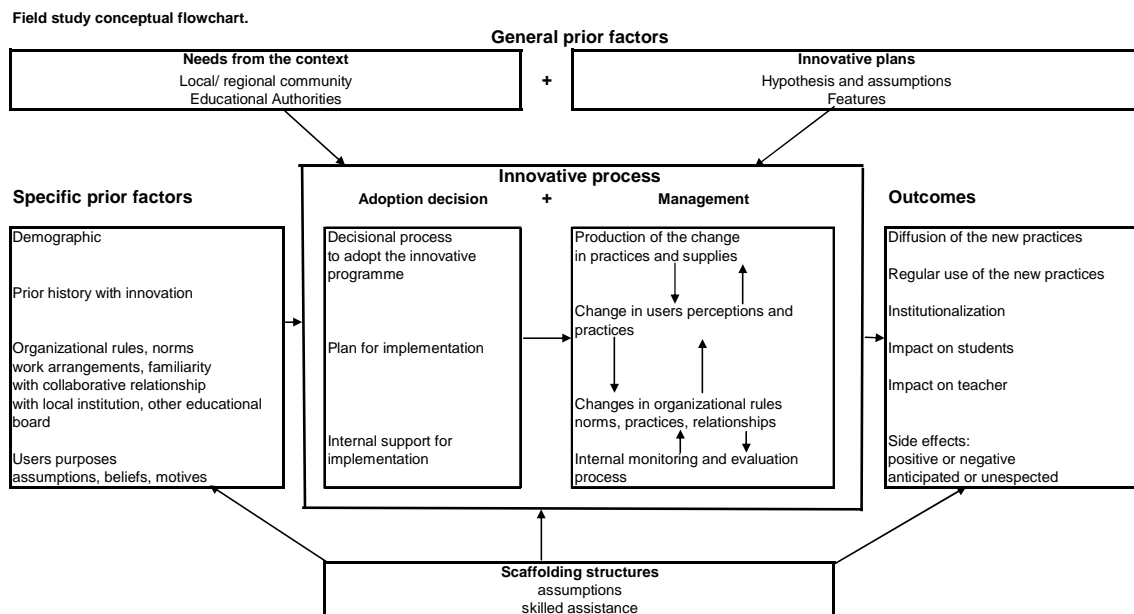 Field study conceptual flowchart.
General prior factors
Needs from the context
Local/ regional community
Educational Authorities
+
Innovative plans
Hypothesis and assumptions
Features
Specific prior factors
Demographic
Prior history with innovation
Organizational rules, norms
work arrangements, familiarity
with collaborative relationship
with local institution, other educational
board
Users purposes
assumptions, beliefs, motives
Innovative process
Adoption decision
+
Management
Decisional process
to adopt the innovative
programme
Plan for implementation
Internal support for
implementation
Production of the change
in practices and supplies
Change in users perceptions and
practices
Changes in organizational rules
norms, practices, relationships
Internal monitoring and evaluation
process
Outcomes
Diffusion of the new practices
Regular use of the new practices
Institutionalization
Impact on students
Impact on teacher
Side effects:
positive or negative
anticipated or unespected
Scaffolding structures
assumptions
skilled assistance